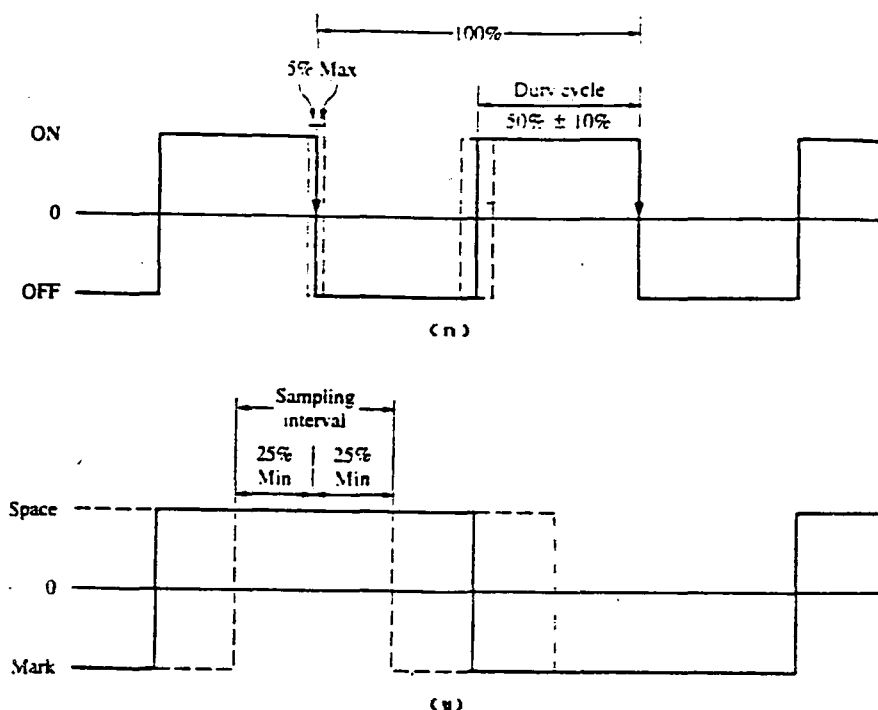 100%
5% Max
Duty cycle
50% ± 10%
ON
0
OFF
(n)
Sampling
interval
25%
Min
25%
Min
Space
0
Mark
(y)